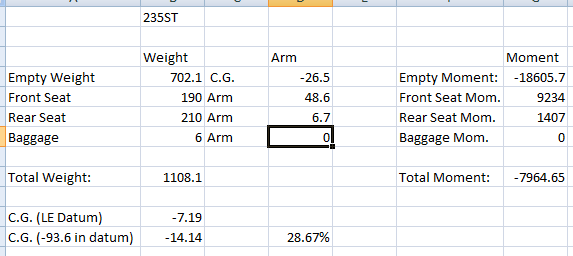 235ST
Weight Arm Moment
Empty Weight 702.1 C.G. -26.5 Empty Moment: -18605.7
Front Seat 190 Arm 48.6 Front Seat Mom. 9234
Rear Seat 210 Arm 6.7 Rear Seat Mom. 1407
Baggage 6 Arm 0 Baggage Mom. 0
Total Weight: 1108.1 Total Moment: -7964.65
C.G. (LE Datum) -7.19
C.G. (-93.6 in datum) -14.14 28.67%